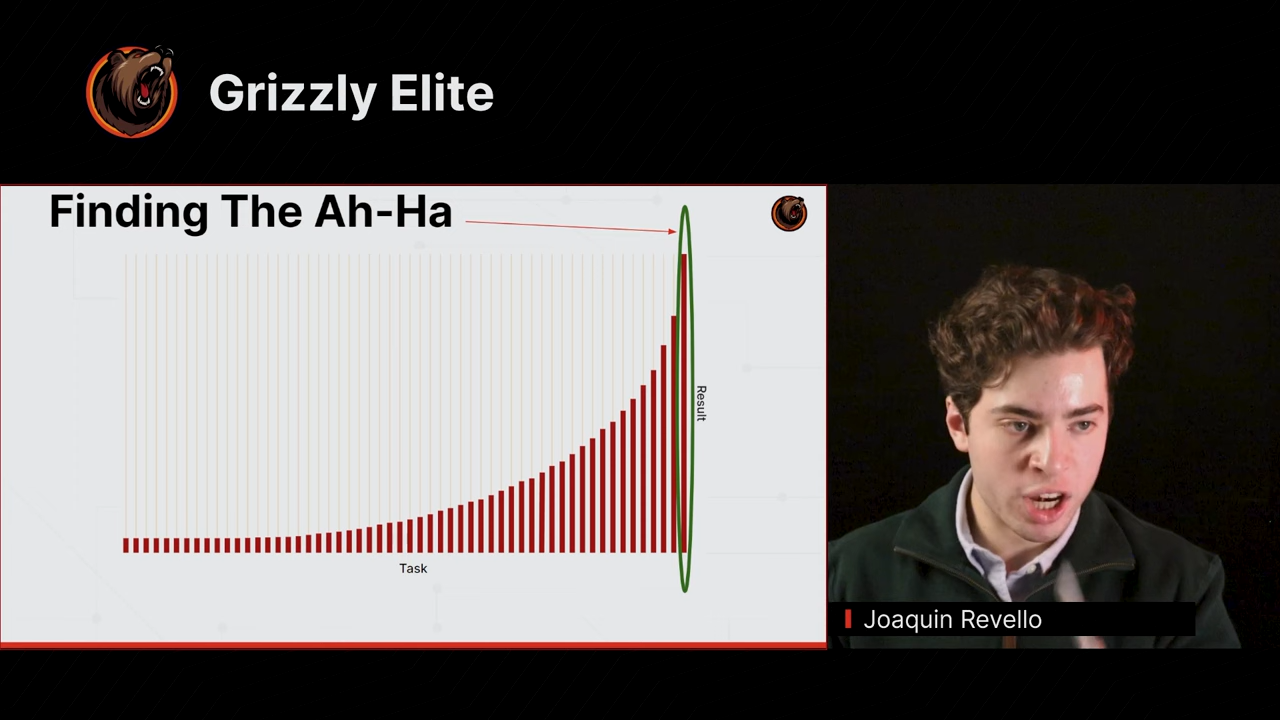 Grizzly Elite
Finding The Ah-Ha
Result
Task
Joaquin Revello